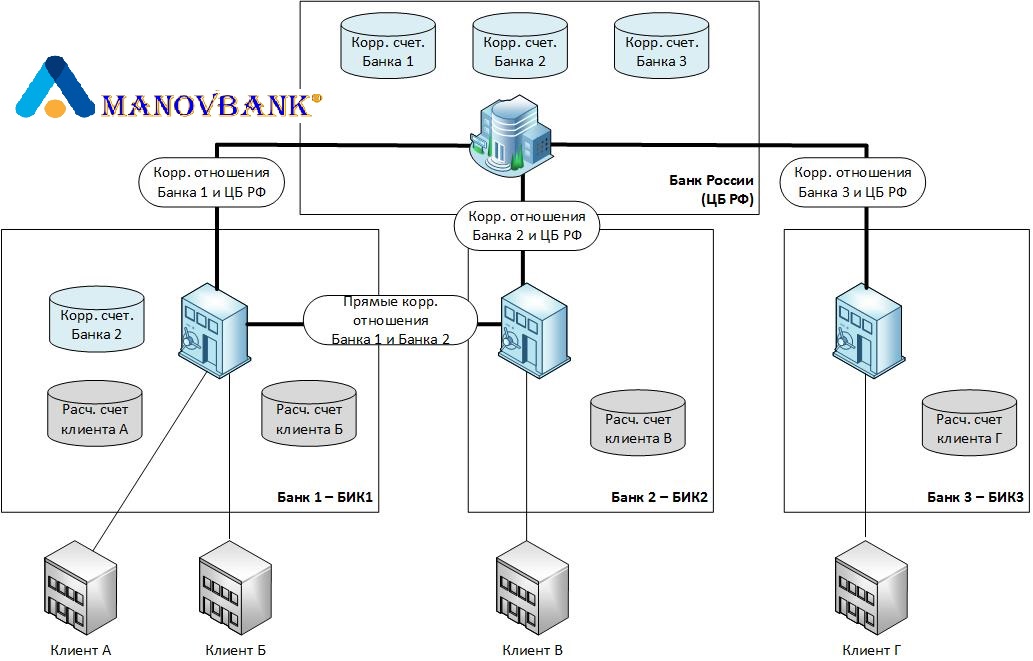 Корр. счет.
Банка 1
Корр. счет.
Банка 2
Корр. счет.
Банка 3
MANOVBANK®
Корр. отношения
Банка 1 и ЦБ РФ
Банк России
(ЦБ РФ)
Корр. отношения
Банка 3 и ЦБ РФ
Корр. отношения
Банка 2 и ЦБ РФ
Корр. счет.
Банка 2
Прямые корр.
отношения
Банка 1 и Банка 2
Расч. счет
клиента А
Расч. счет
клиента Б
Расч. счет
клиента В
Расч. счет
клиента Г
Банк 1 – БИК1
Банк 2 – БИК2
Банк 3 – БИК3
Клиент А
Клиент Б
Клиент В
Клиент Г